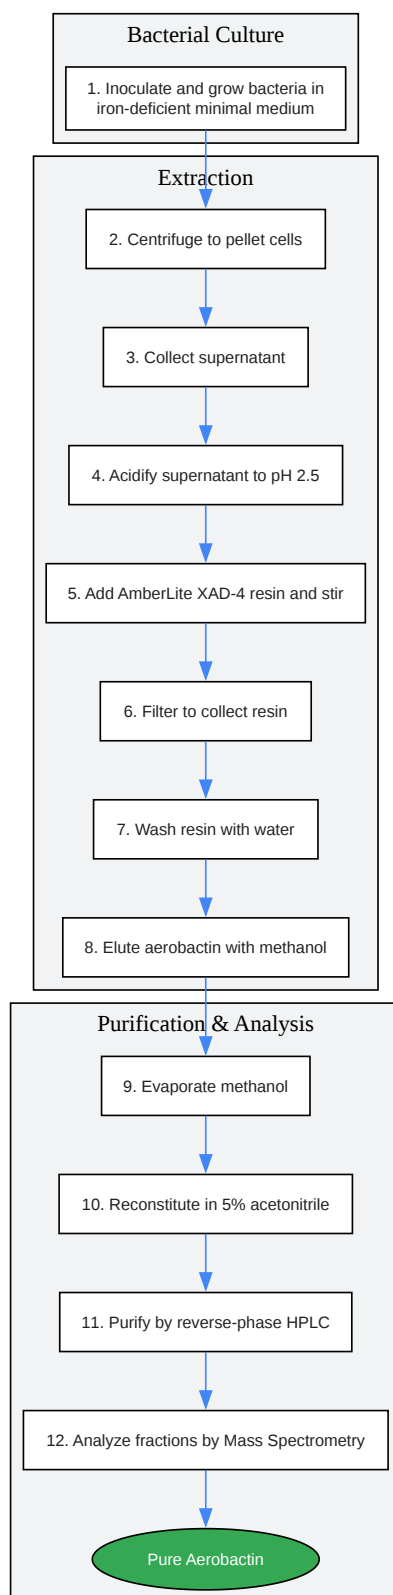 Bacterial Culture
1. Inoculate and grow bacteria in
iron-deficient minimal medium
Extraction
2. Centrifuge to pellet cells
3. Collect supernatant
4. Acidify supernatant to pH 2.5
5. Add AmberLite XAD-4 resin and stir
6. Filter to collect resin
7. Wash resin with water
8. Elute aerobactin with methanol
Purification & Analysis
9. Evaporate methanol
10. Reconstitute in 5% acetonitrile
11. Purify by reverse-phase HPLC
12. Analyze fractions by Mass Spectrometry
Pure Aerobactin